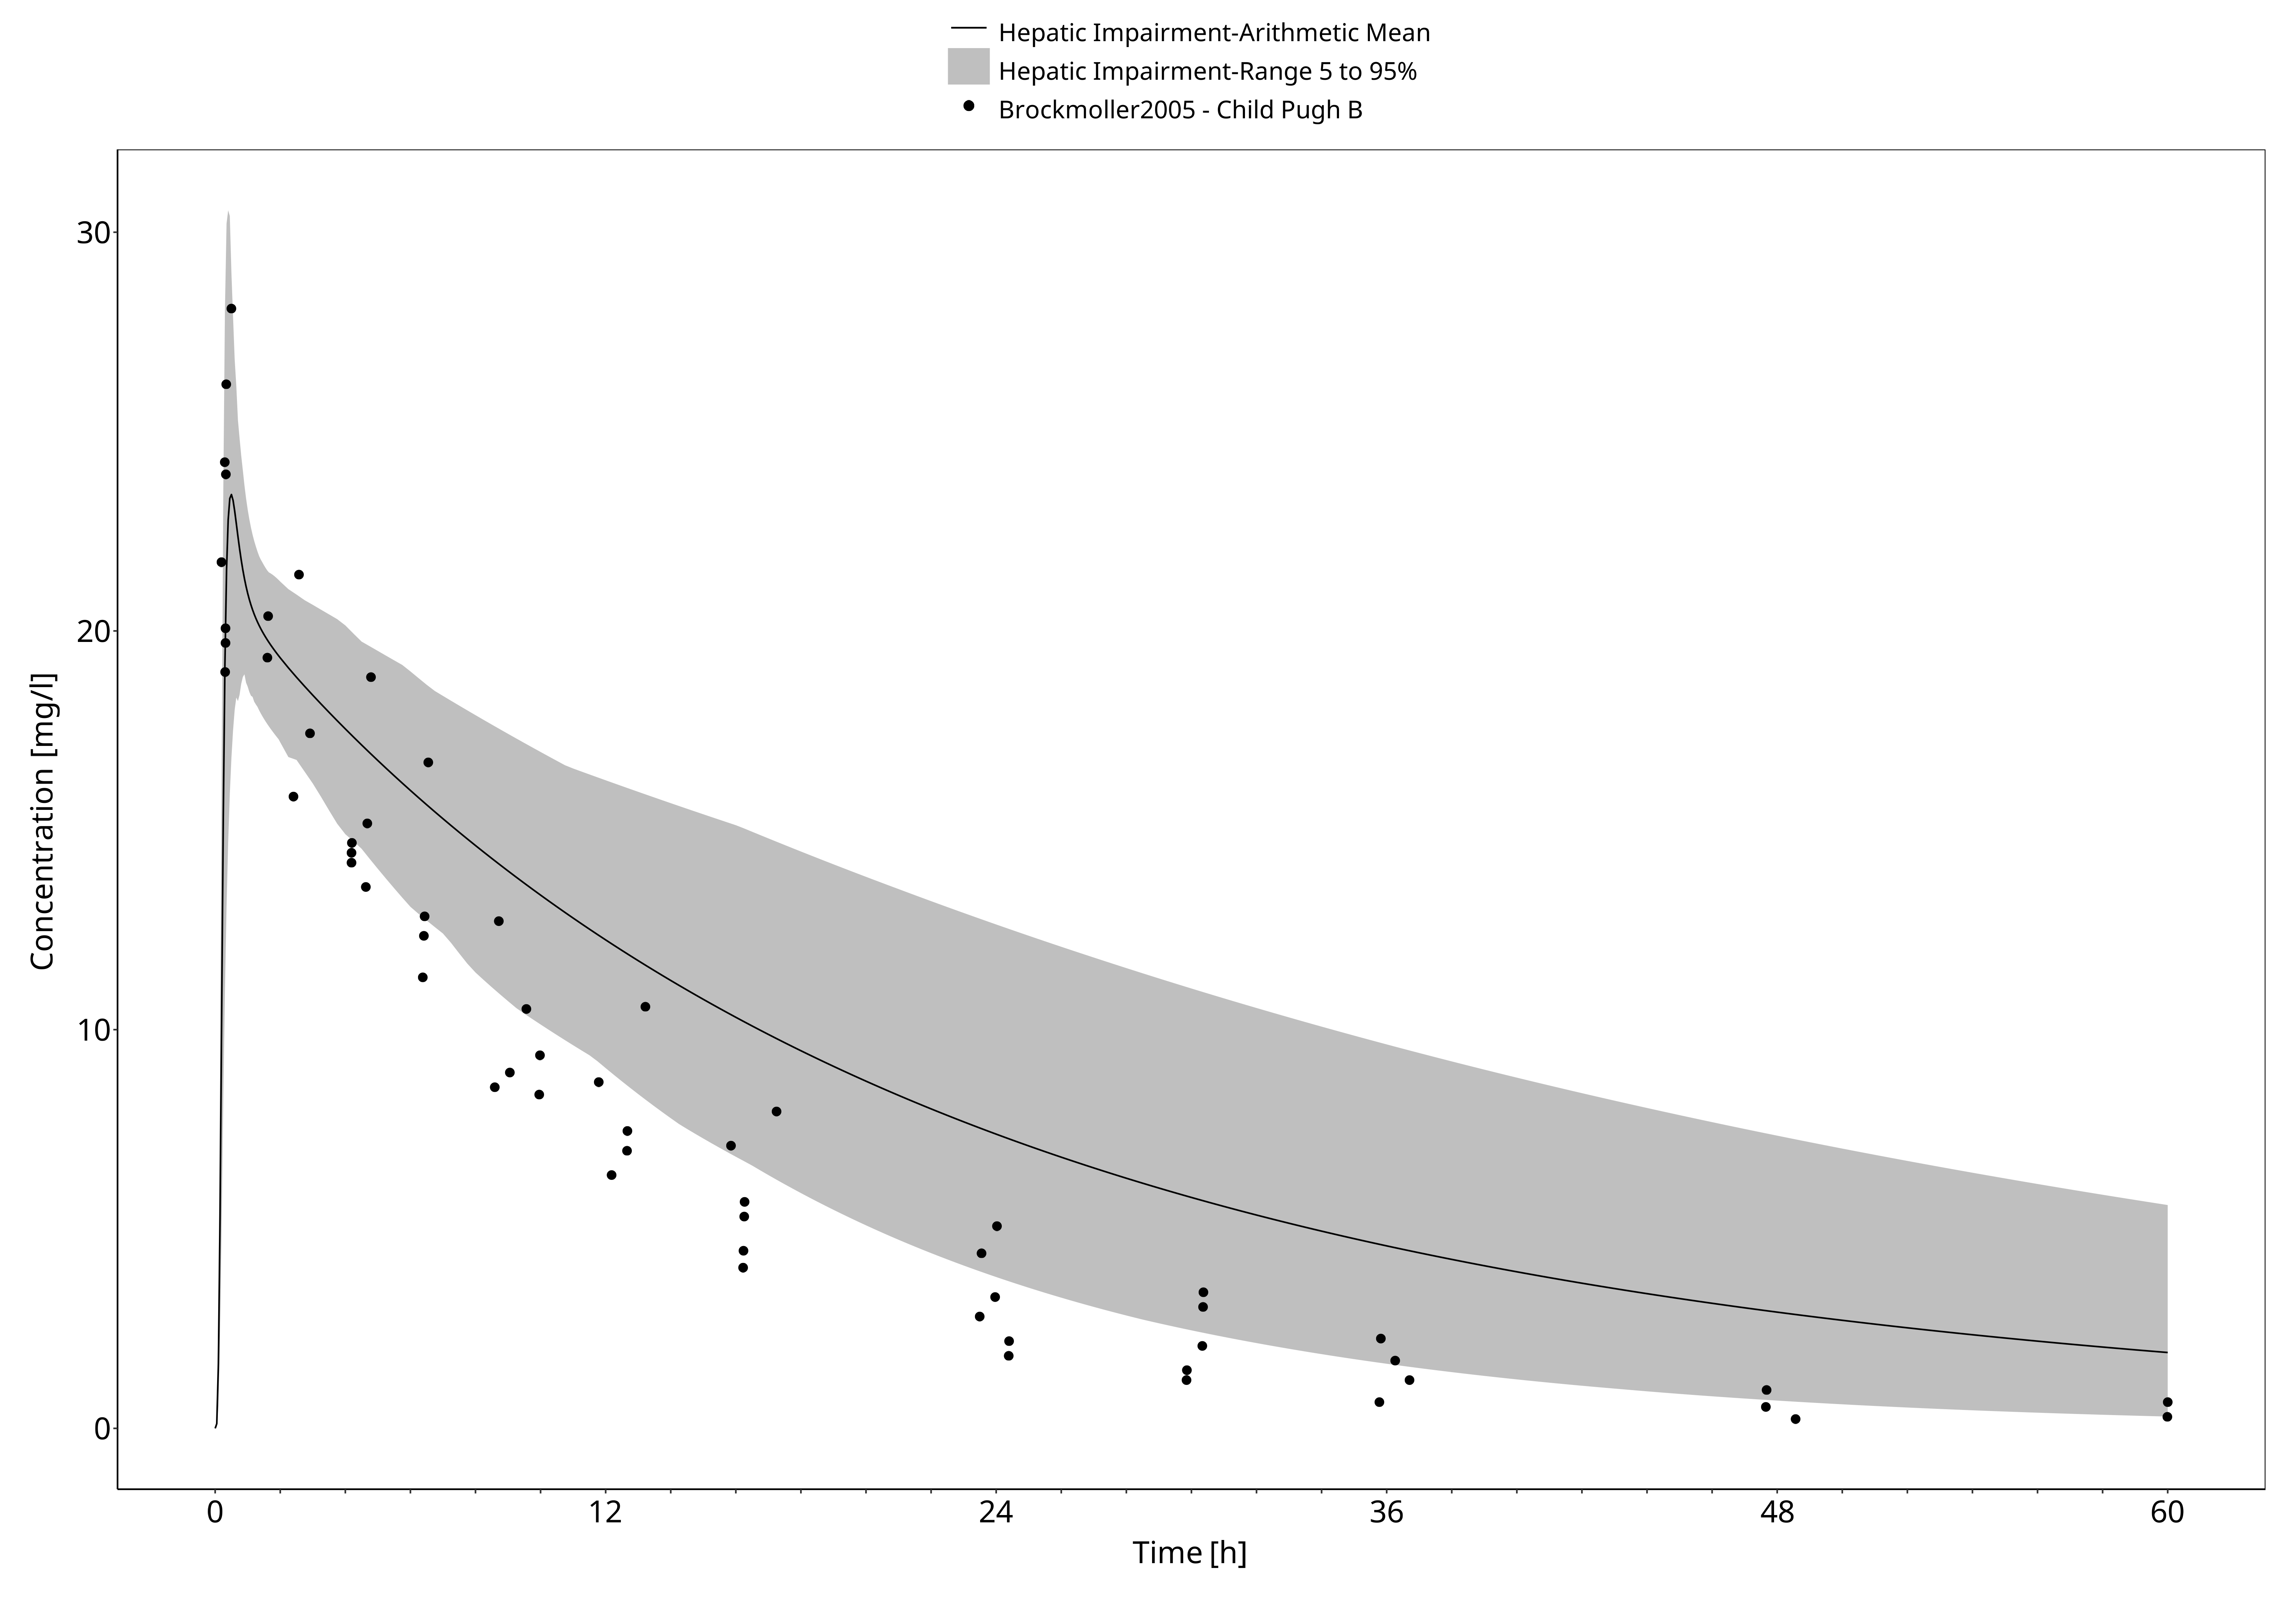 Hepatic Impairment-Arithmetic Mean
Hepatic Impairment-Range 5 to 95%
Brockmoller2005 - Child Pugh B
Concentration [mg/l]
30
20
10
0
0 12 24 36 48 60
Time [h]